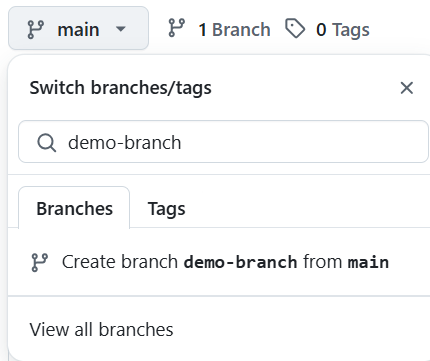 main 1 Branch 0 Tags
Switch branches/tags
demo-branch
Branches Tags
Create branch demo-branch from main
View all branches